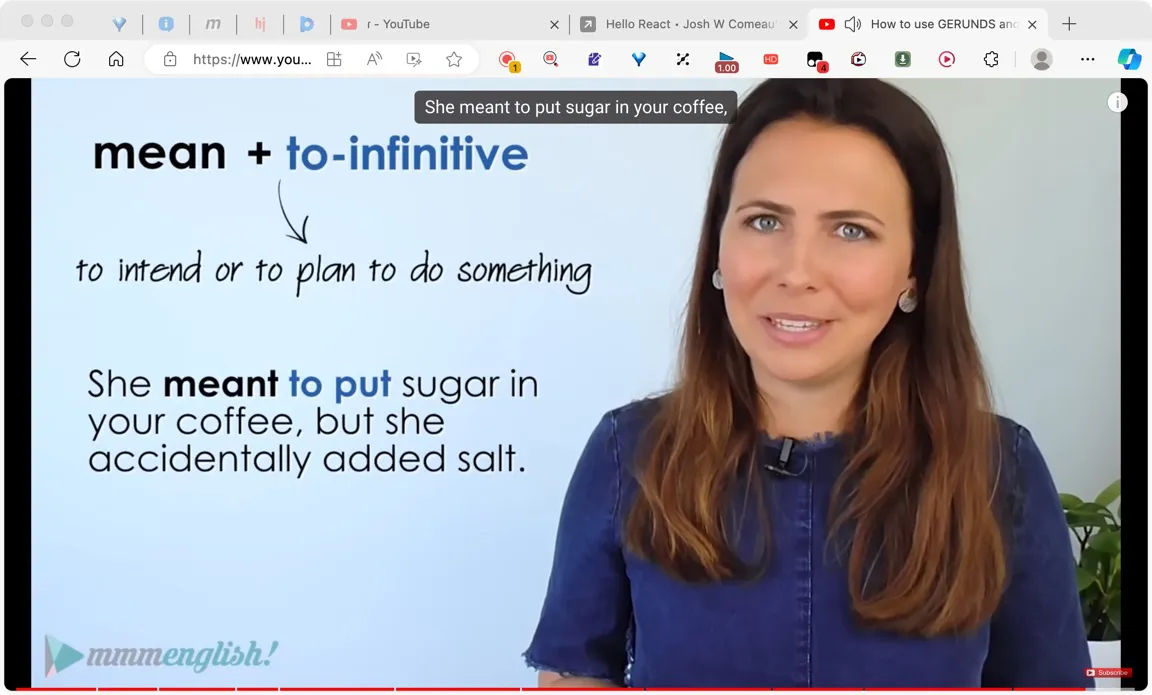 r - YouTube
Hello React • Josh W Comeau'
How to use GERUNDS and
https://www.you...
1
1.00
HD
4
She meant to put sugar in your coffee,
mean + to-infinitive
to intend or to plan to do something
She meant to put sugar in
your coffee, but she
accidentally added salt.
mmmenglish!
Subscribe